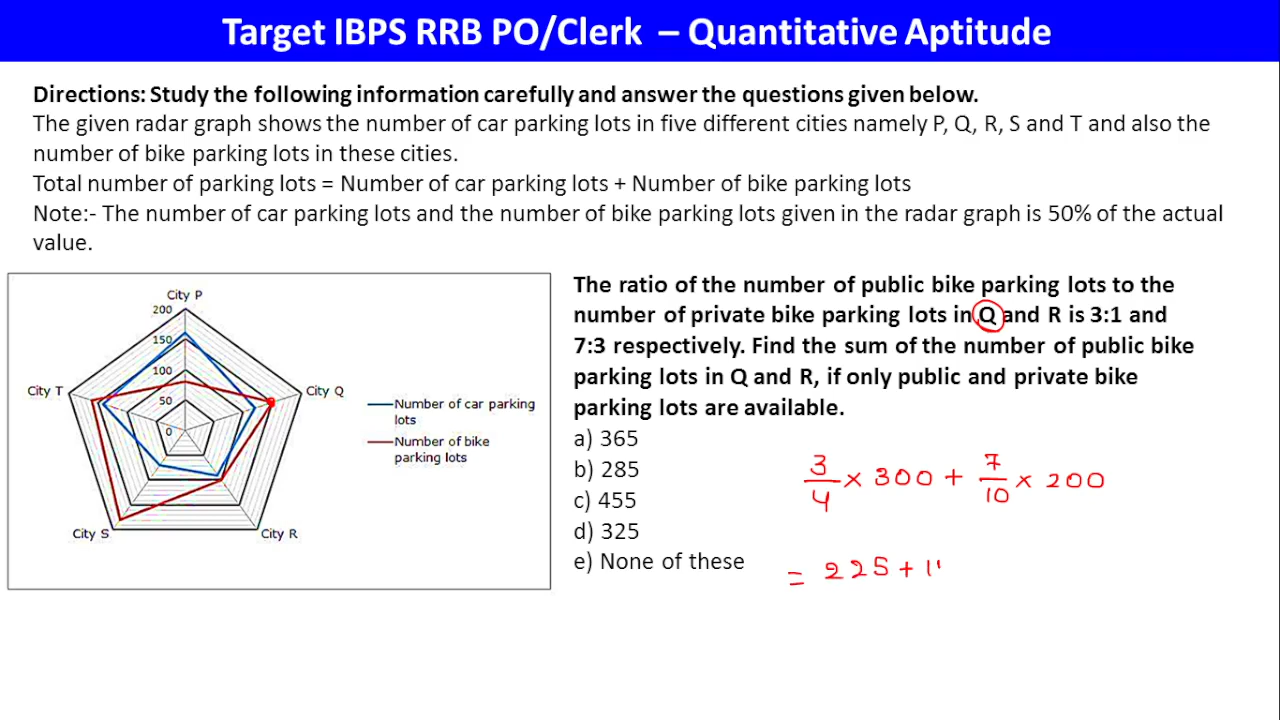 Target IBPS RRB PO/Clerk – Quantitative Aptitude
Directions: Study the following information carefully and answer the questions given below.
The given radar graph shows the number of car parking lots in five different cities namely P, Q, R, S and T and also the
number of bike parking lots in these cities.
Total number of parking lots = Number of car parking lots + Number of bike parking lots
Note:- The number of car parking lots and the number of bike parking lots given in the radar graph is 50% of the actual
value.
City P
200
150
100
50
0
City T
City Q
City S
City R
Number of car parking
lots
Number of bike
parking lots
The ratio of the number of public bike parking lots to the
number of private bike parking lots in Q and R is 3:1 and
7:3 respectively. Find the sum of the number of public bike
parking lots in Q and R, if only public and private bike
parking lots are available.
a) 365
b) 285
c) 455
d) 325
e) None of these
3/4 × 300 + 7/10 × 200
= 225 + 1